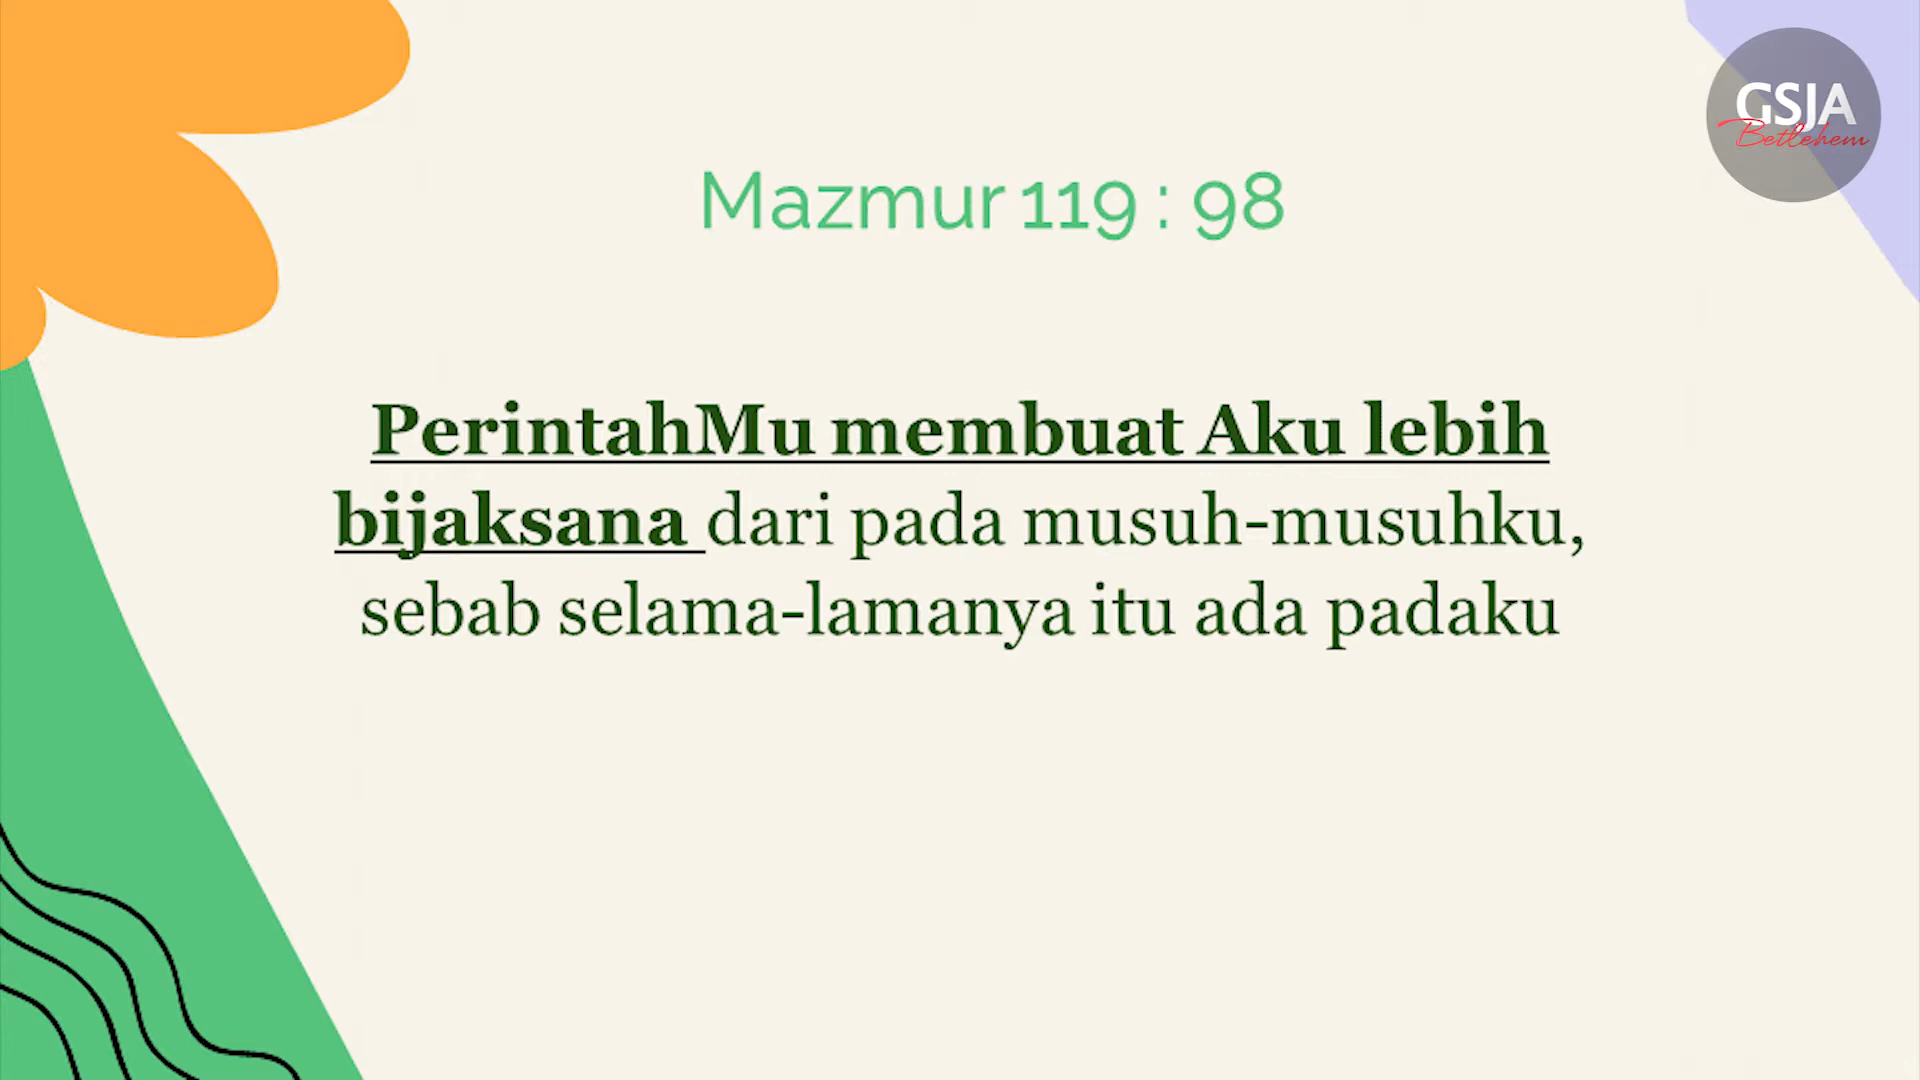 GSJA
Betlehem
Mazmur 119 : 98
PerintahMu membuat Aku lebih
bijaksana dari pada musuh-musuhku,
sebab selama-lamanya itu ada padaku